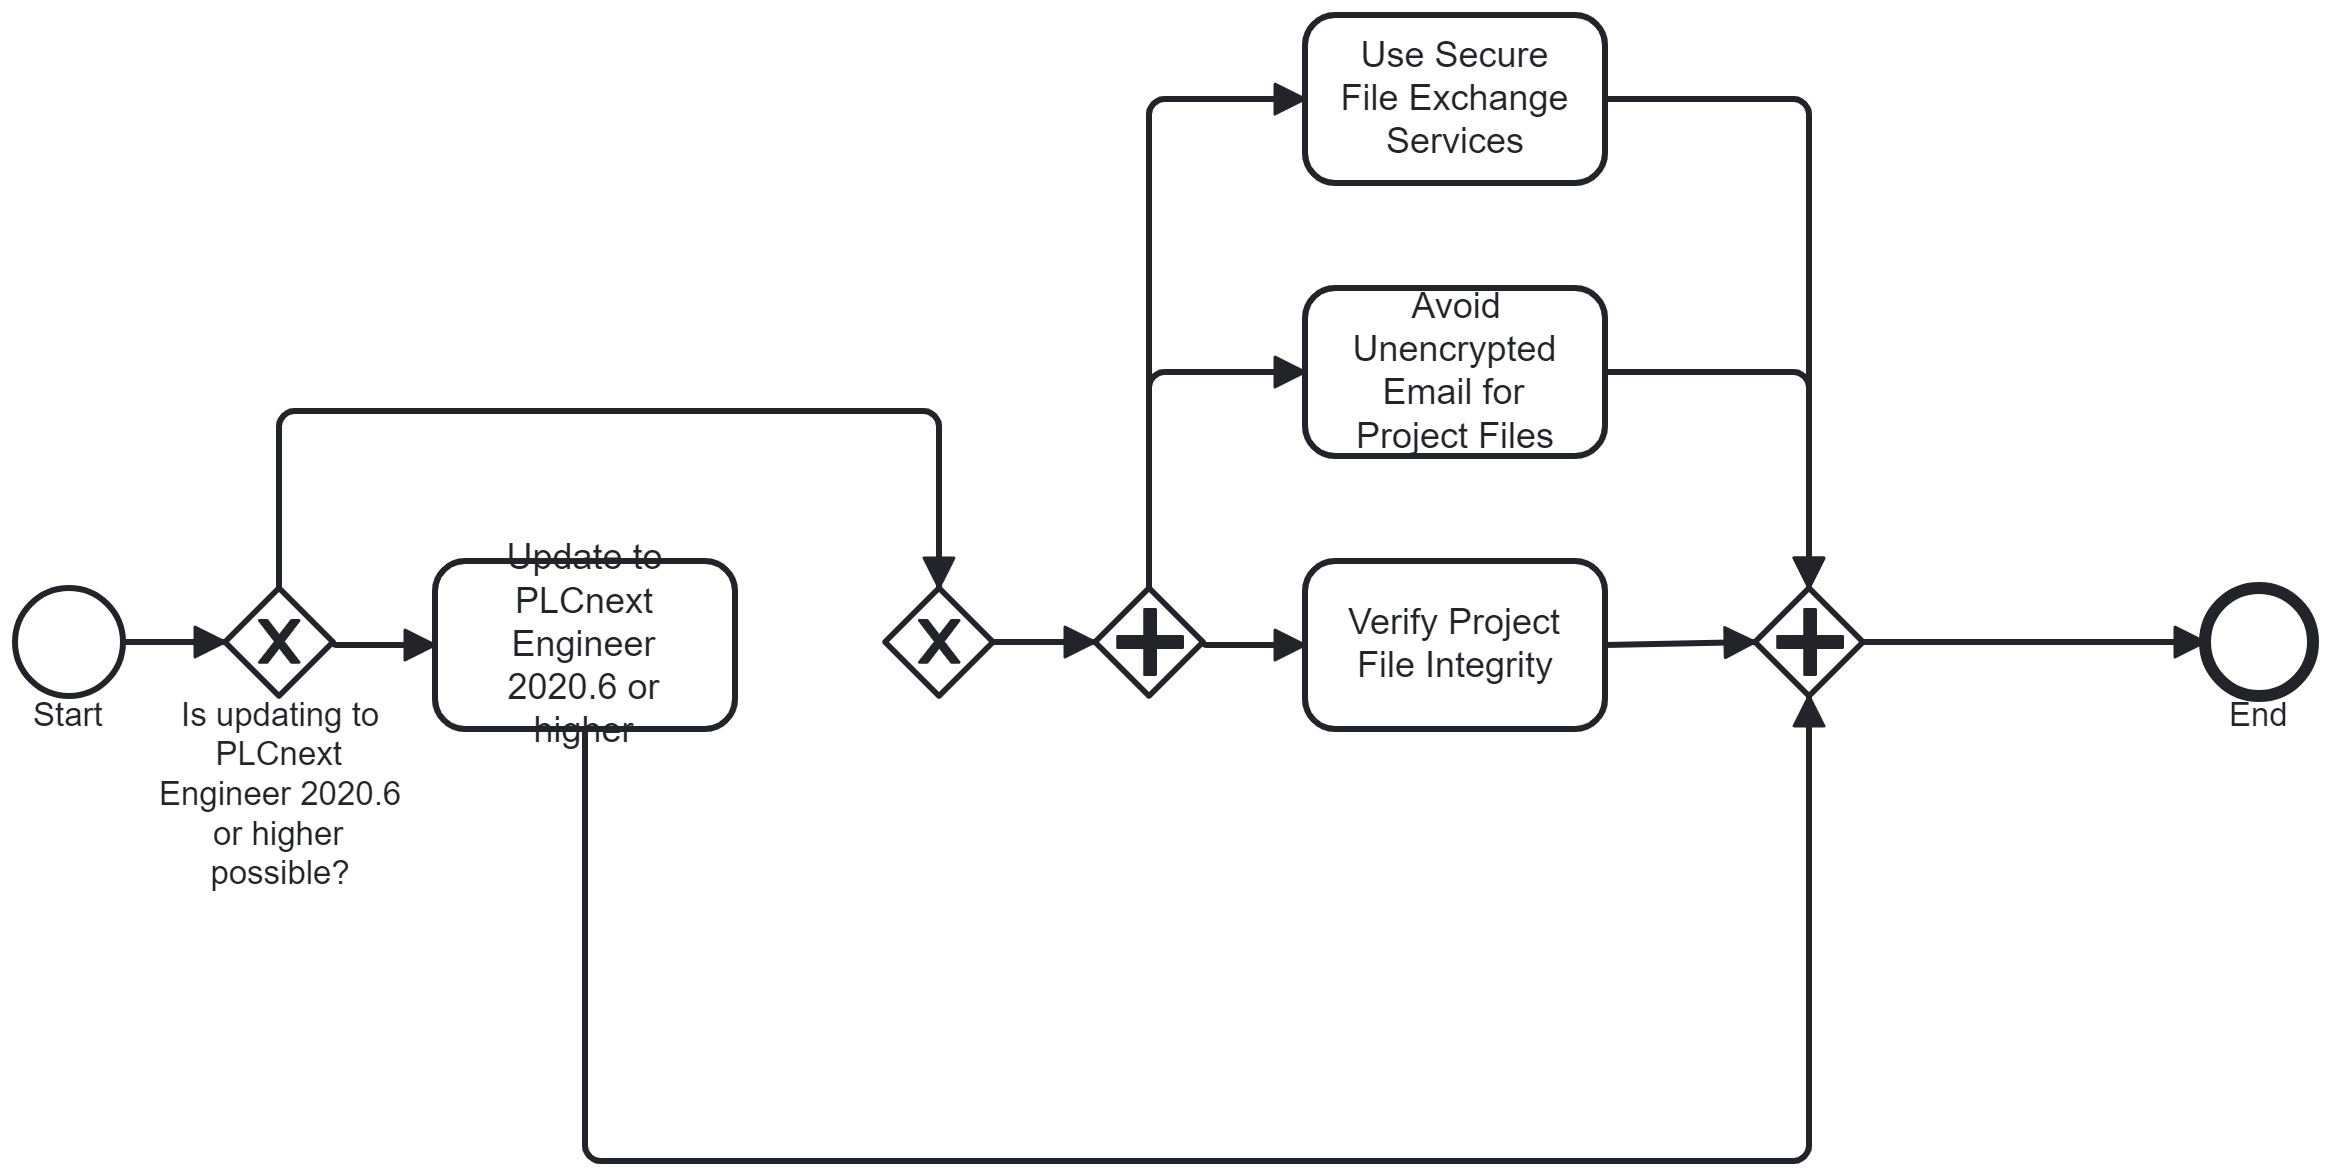 Use Secure
File Exchange
Services
Avoid
Unencrypted
Email for
Project Files
Update to
PLCnext
Engineer
2020.6 or
higher
Verify Project
File Integrity
Start
Is updating to
PLCnext
Engineer 2020.6
or higher
possible?
End